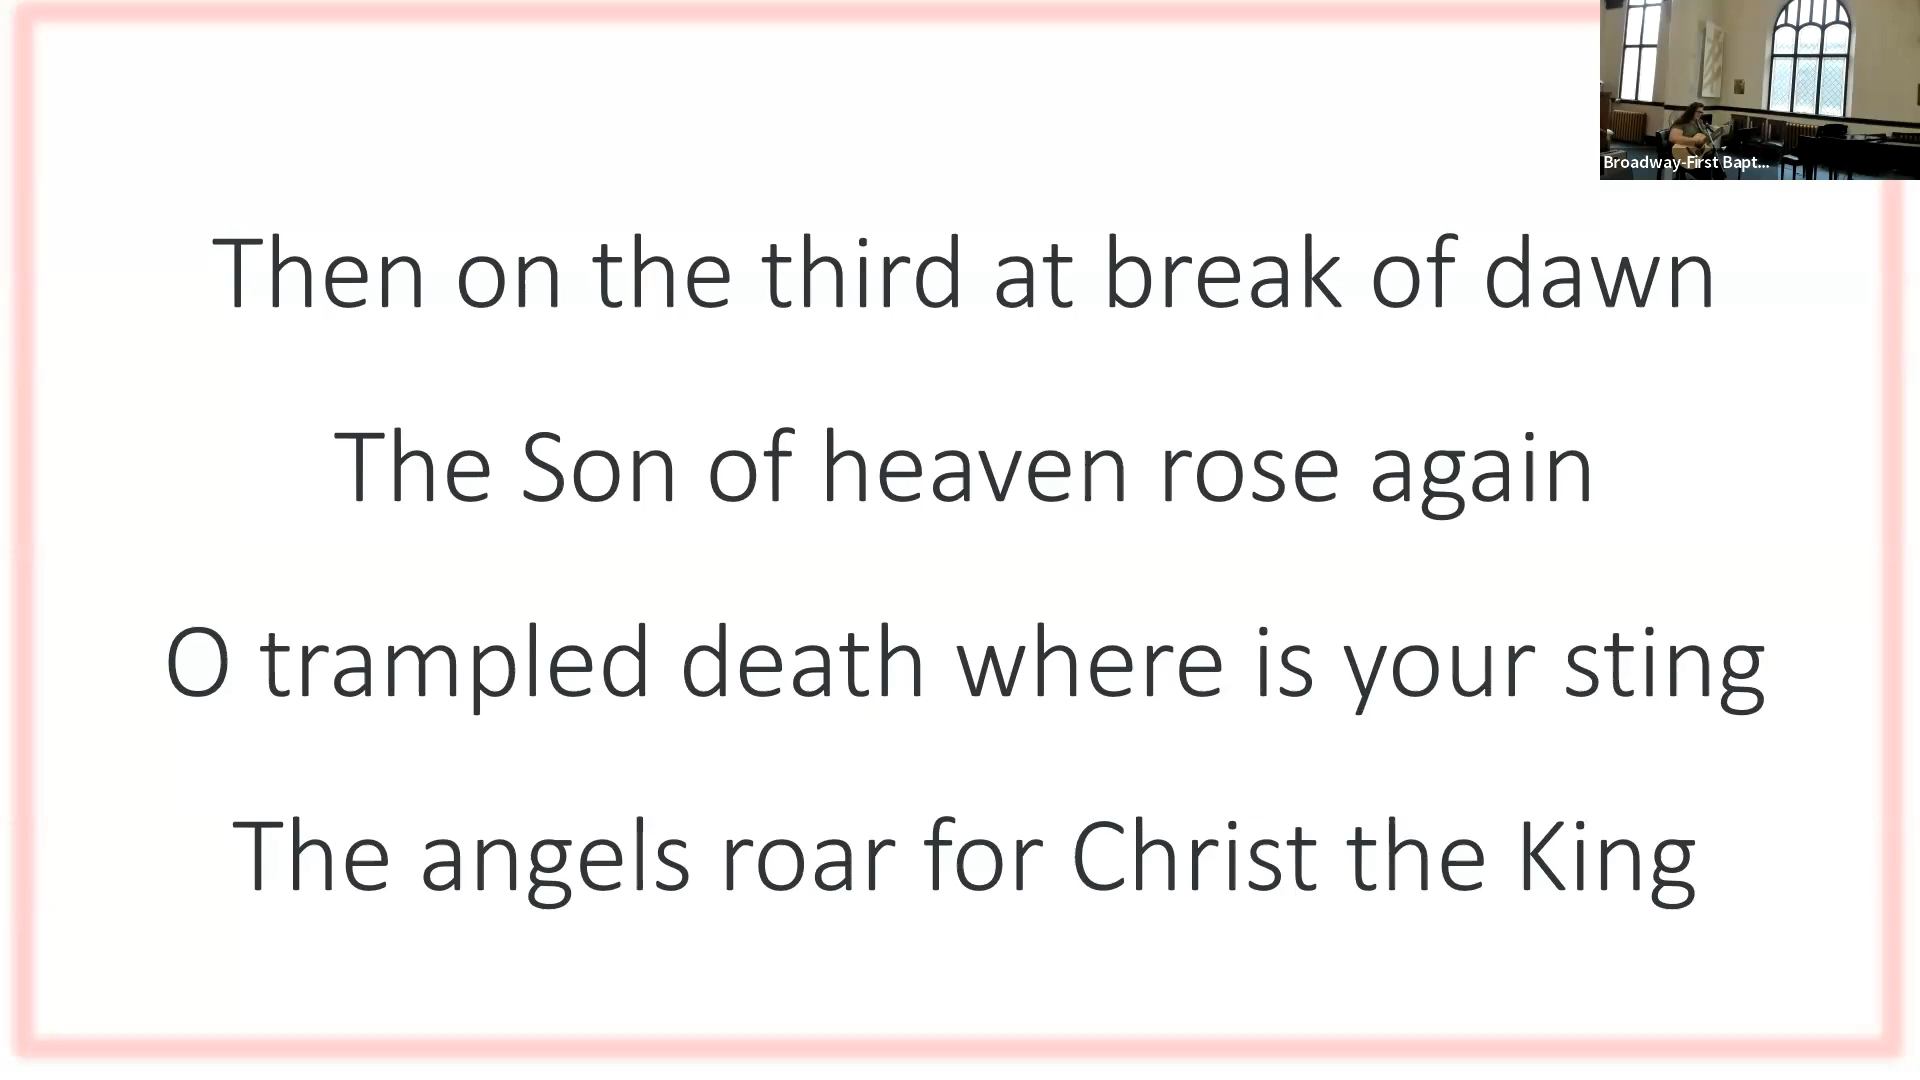 Broadway-First Bapt...
Then on the third at break of dawn
The Son of heaven rose again
O trampled death where is your sting
The angels roar for Christ the King